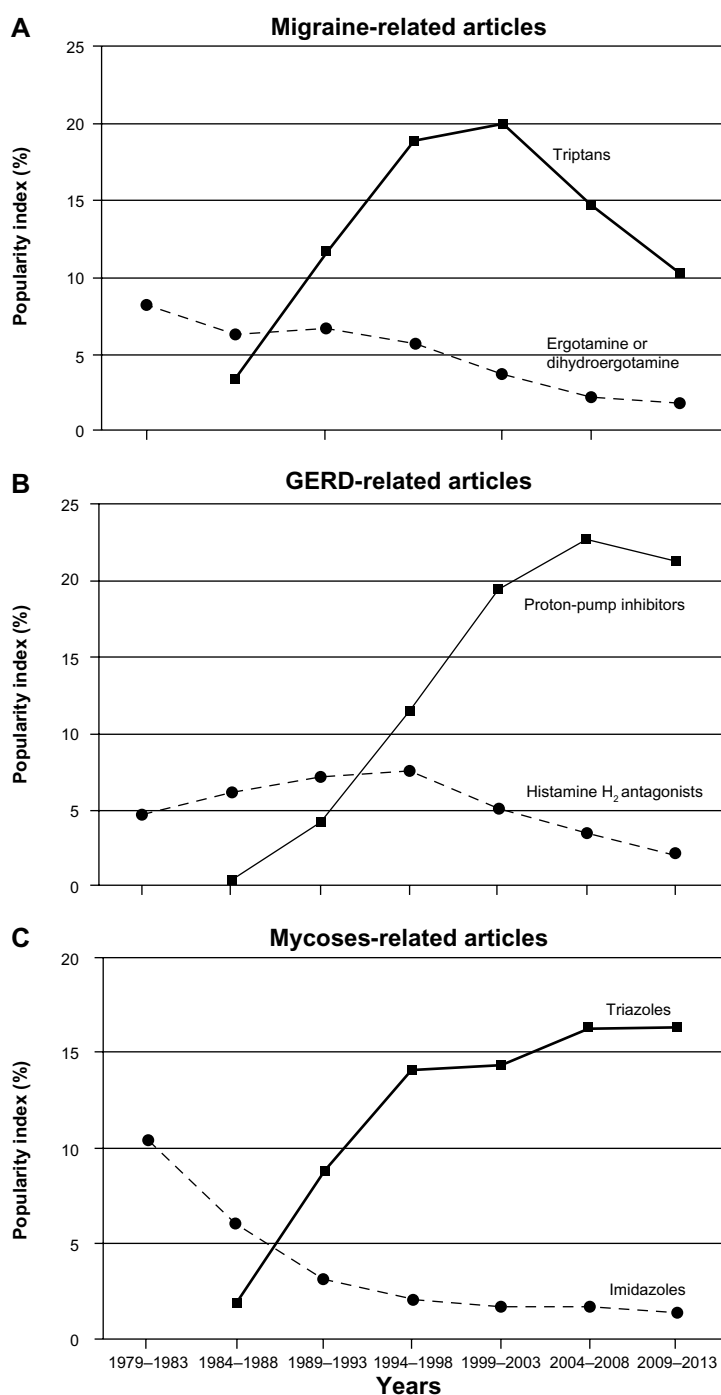 A
Migraine-related articles
25
20
15
10
5
0
Popularity index (%)
Triptans
Ergotamine or
dihydroergotamine
B
GERD-related articles
25
20
15
10
5
0
Popularity index (%)
Proton-pump inhibitors
Histamine H₂ antagonists
C
Mycoses-related articles
20
15
10
5
0
Popularity index (%)
Triazoles
Imidazoles
1979–1983 1984–1988 1989–1993 1994–1998 1999–2003 2004–2008 2009–2013
Years